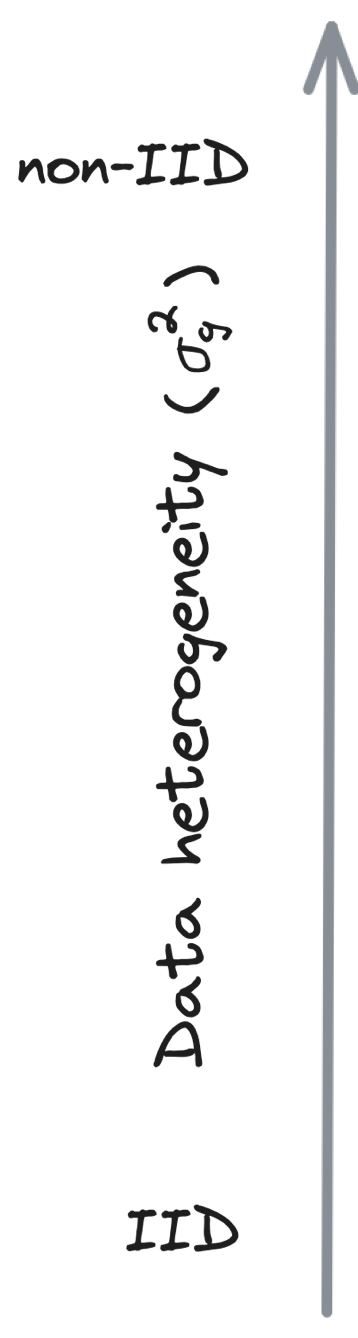 non-IID
Data heterogeneity (σ_g^2)
IID